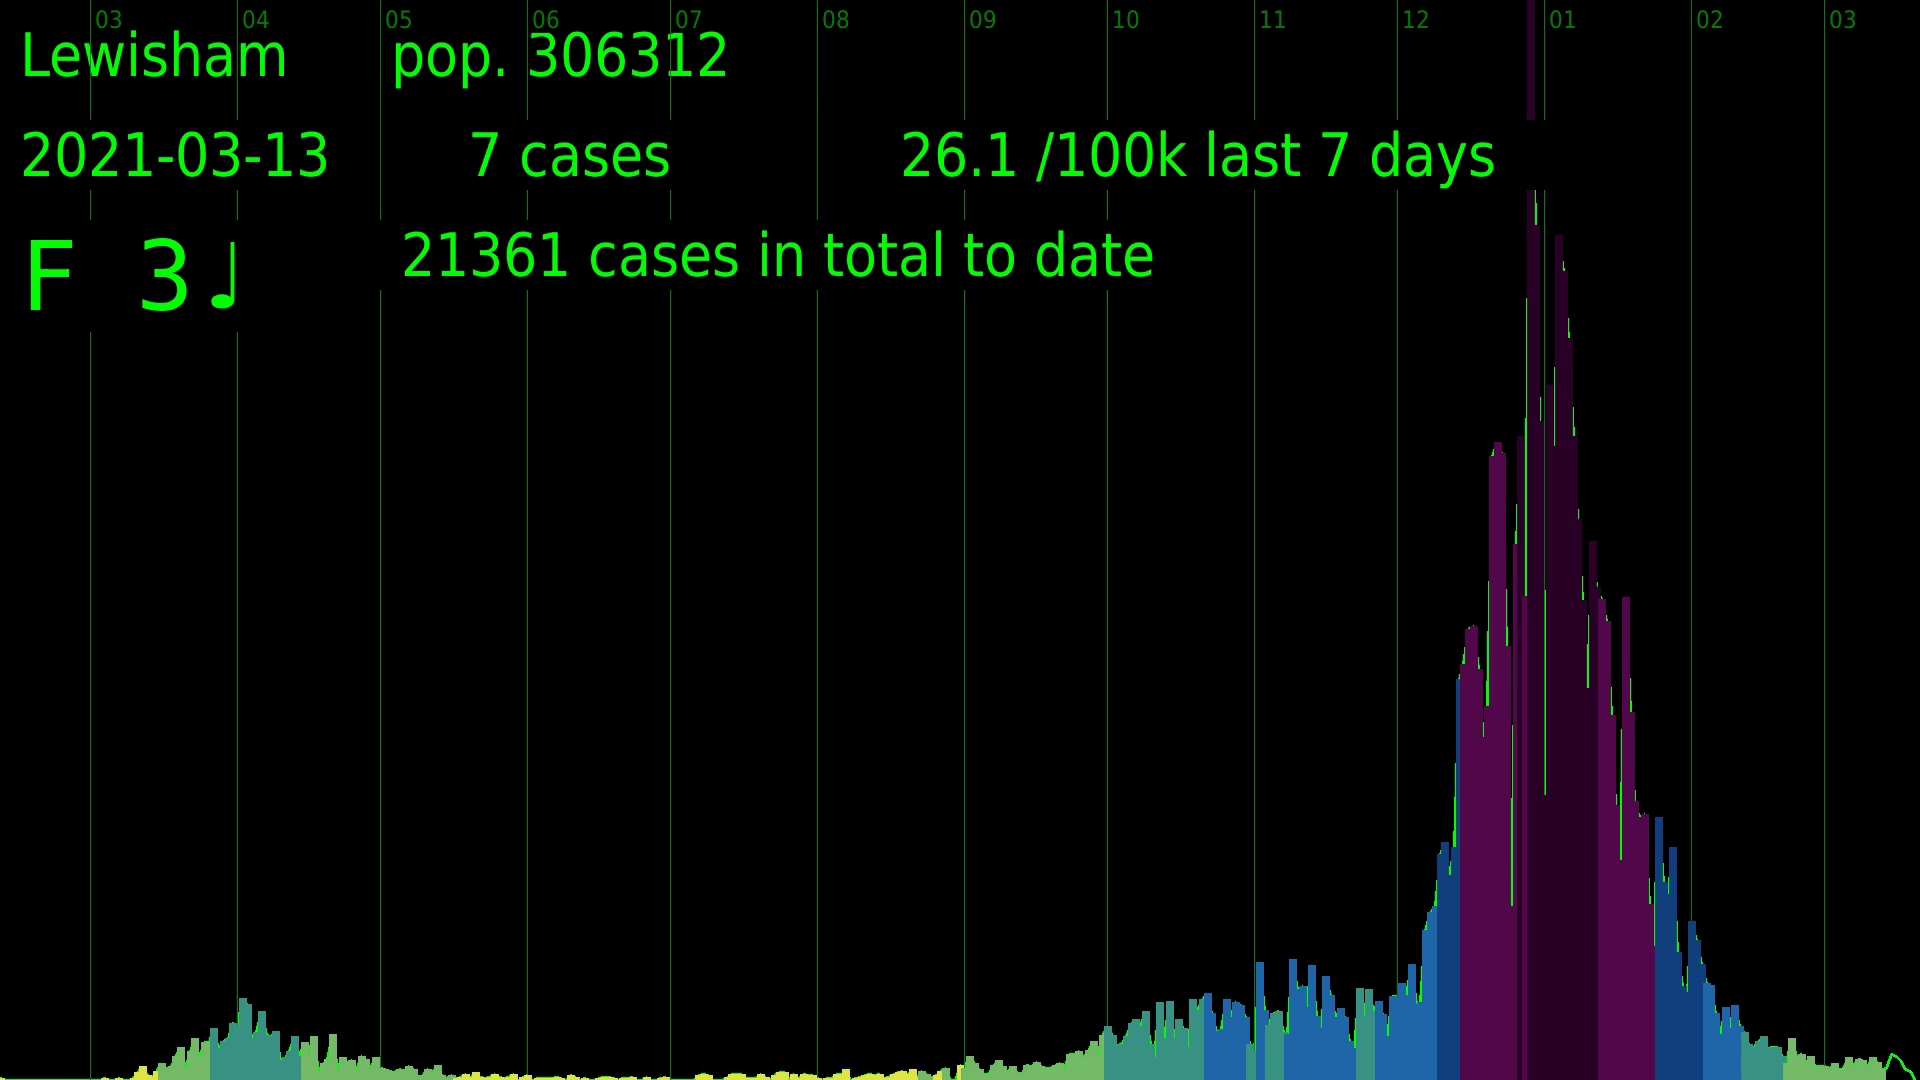 03 04 05 06 07 08 09 10 11 12 01 02 03
Lewisham pop. 306312
2021-03-13 7 cases 26.1 /100k last 7 days
F 3♩ 21361 cases in total to date